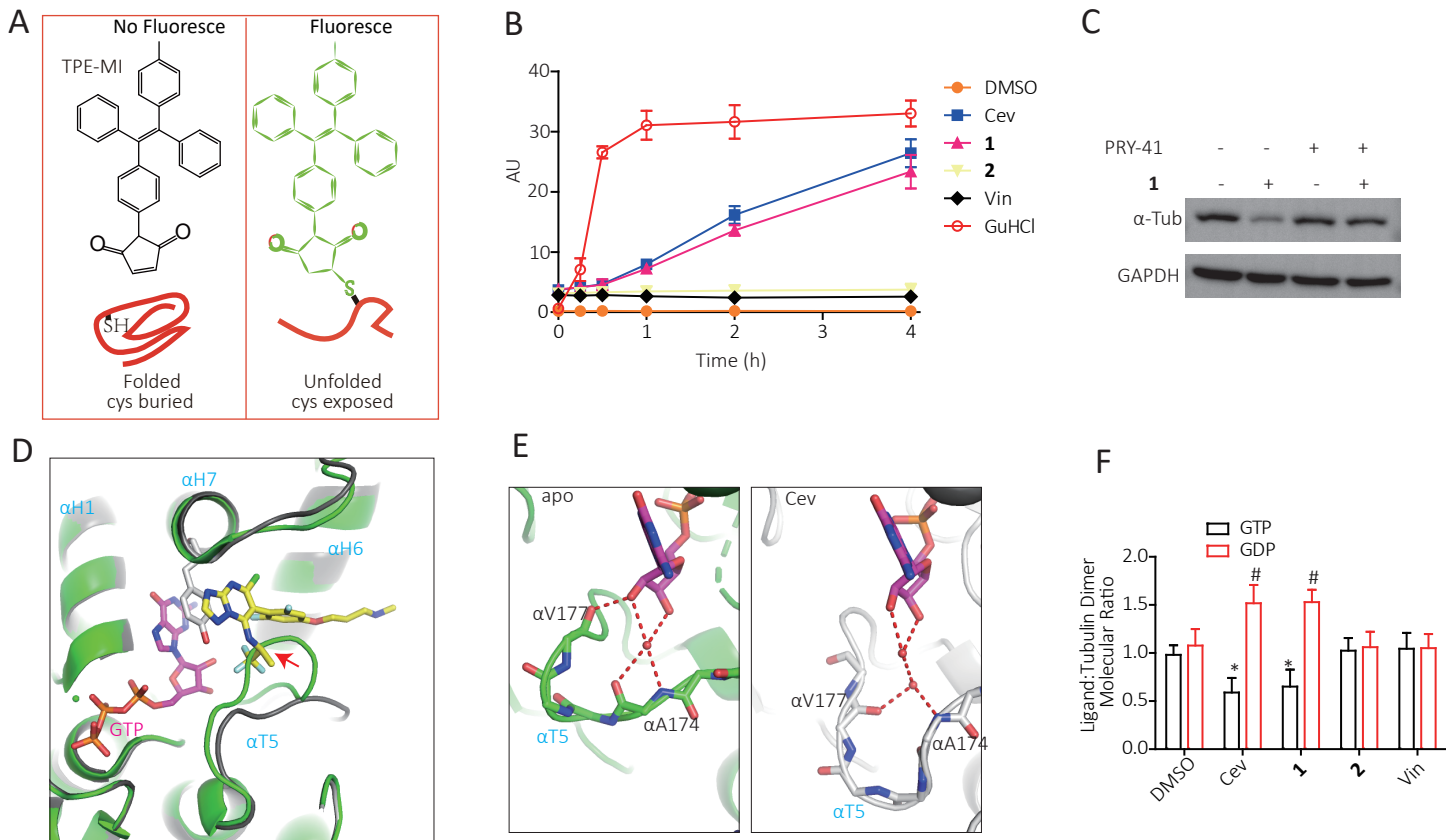 A
No Fluoresce
Fluoresce
TPE-MI
O
O
O
O
S
SH
Folded
cys buried
Unfolded
cys exposed
B
40
30
20
10
0
AU
0
1
2
3
4
Time (h)
DMSO
Cev
1
2
Vin
GuHCl
C
PRY-41
- - + +
1
- + - +
α-Tub
GAPDH
D
αH7
αH1
αH6
GTP
αT5
E
apo
αV177
αT5
αA174
Cev
αV177
αA174
αT5
F
GTP
GDP
Ligand:Tubulin Dimer
Molecular Ratio
2.0
1.5
1.0
0.5
0.0
*
#
*
#
DMSO
Cev
1
2
Vin